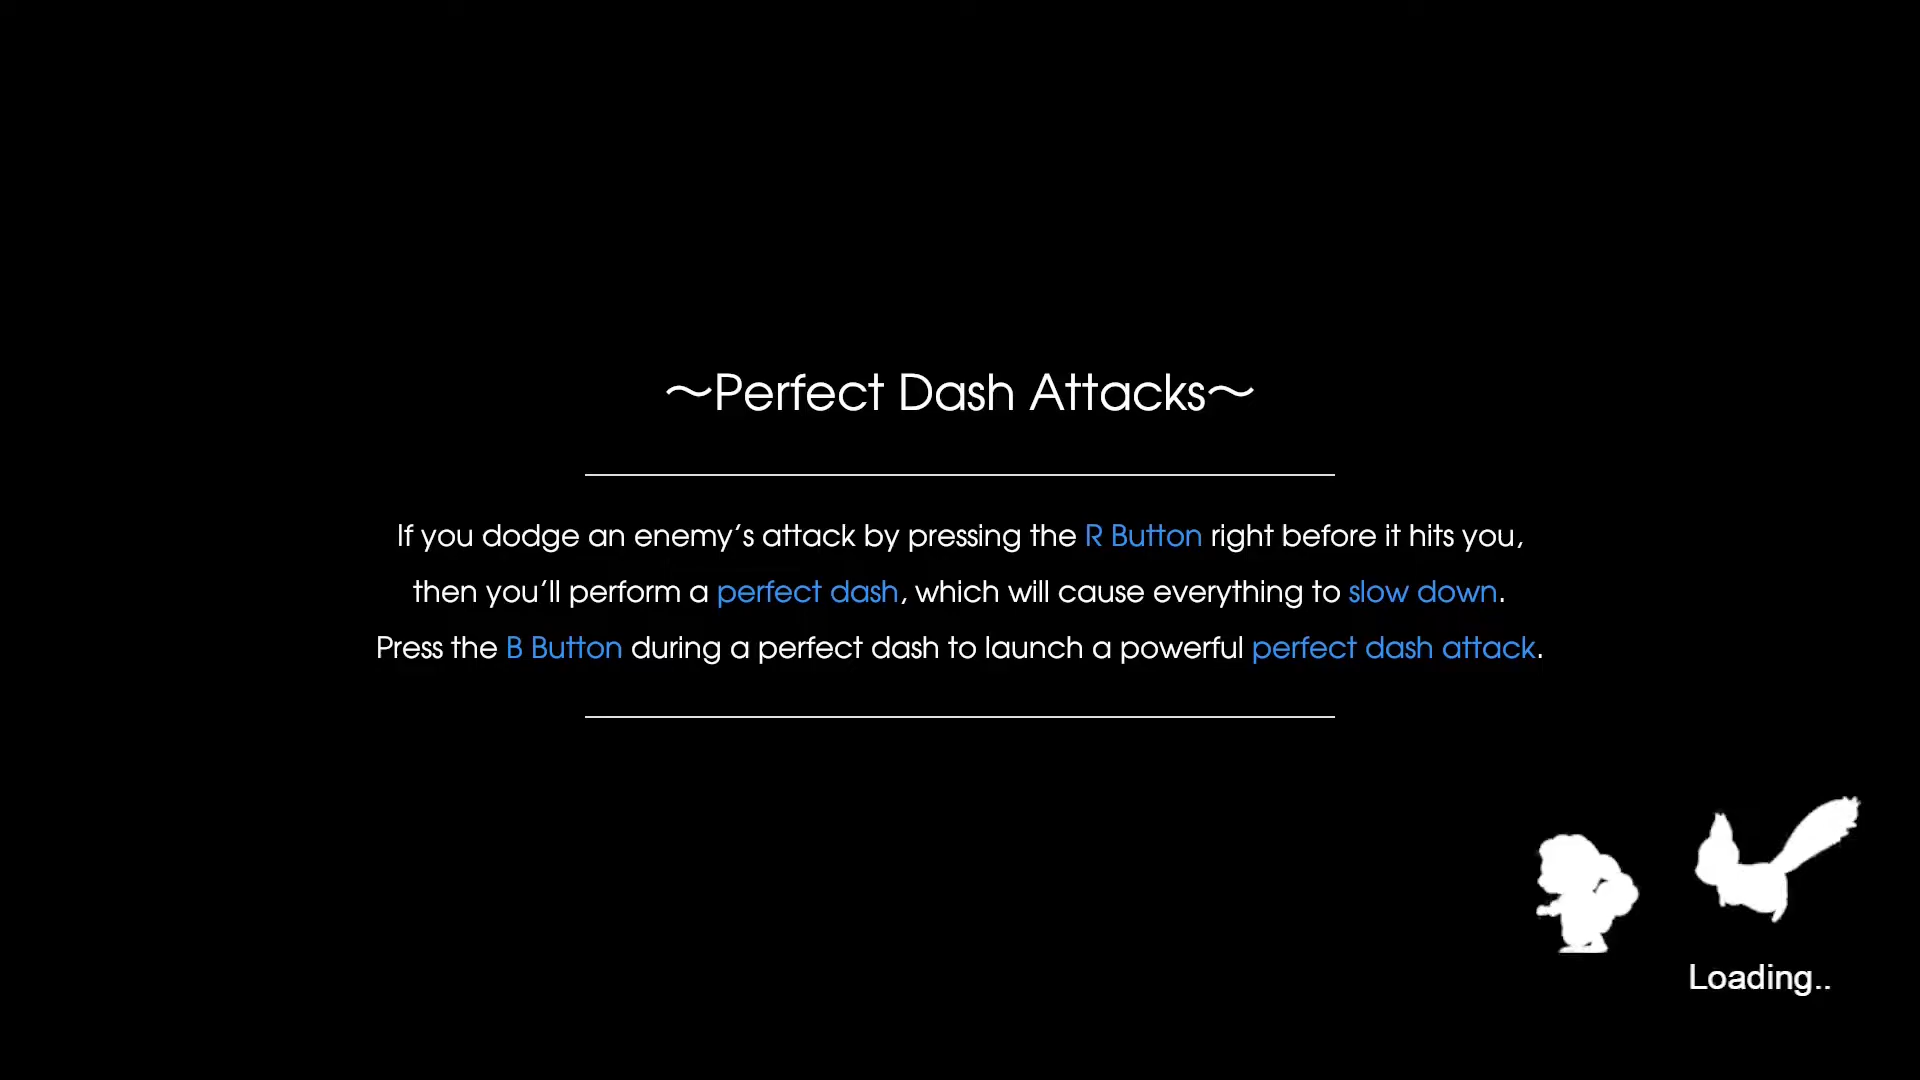 ～Perfect Dash Attacks～
If you dodge an enemy’s attack by pressing the R Button right before it hits you,
then you’ll perform a perfect dash, which will cause everything to slow down.
Press the B Button during a perfect dash to launch a powerful perfect dash attack.
Loading..